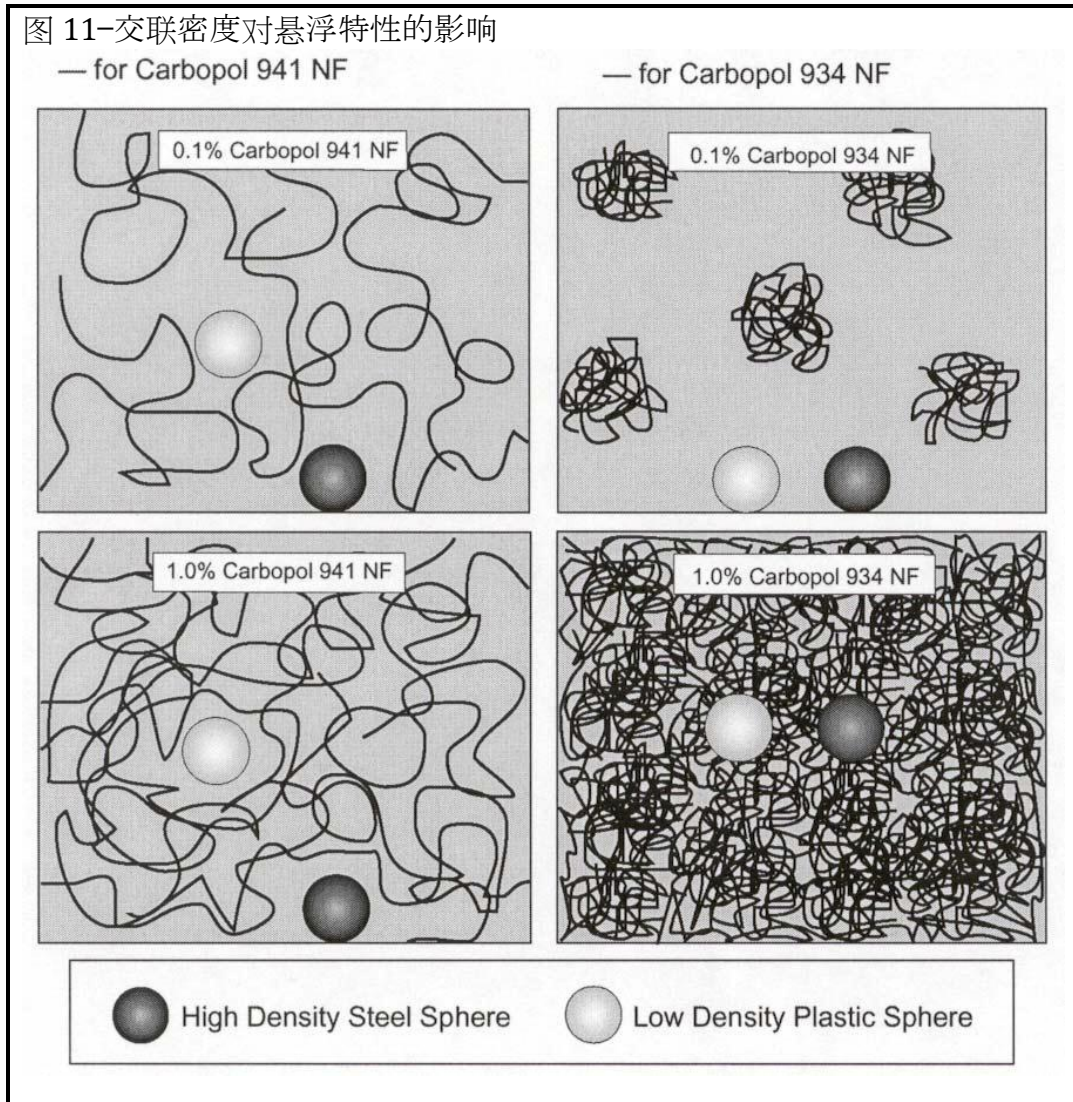 图 11–交联密度对悬浮特性的影响
— for Carbopol 941 NF
— for Carbopol 934 NF
0.1% Carbopol 941 NF
0.1% Carbopol 934 NF
1.0% Carbopol 941 NF
1.0% Carbopol 934 NF
High Density Steel Sphere
Low Density Plastic Sphere